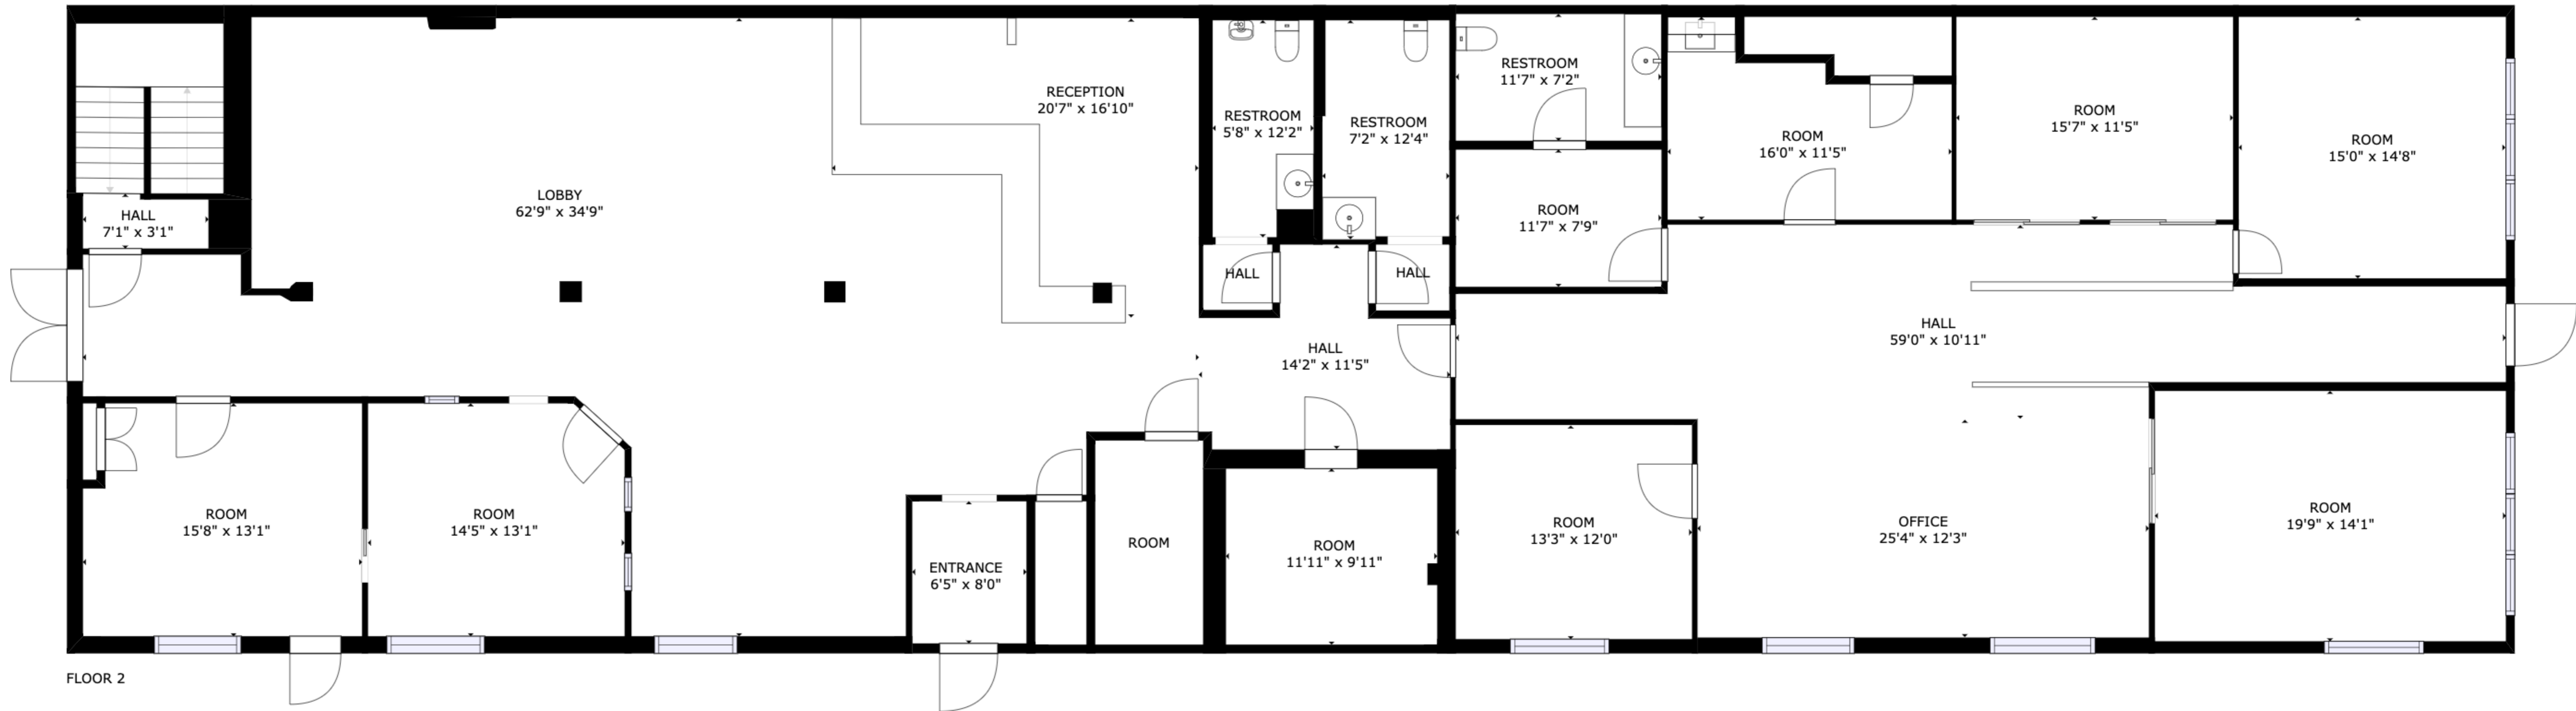 RECEPTION
20'7" x 16'10"
RESTROOM
11'7" x 7'2"
RESTROOM
5'8" x 12'2"
RESTROOM
7'2" x 12'4"
ROOM
16'0" x 11'5"
ROOM
15'7" x 11'5"
ROOM
15'0" x 14'8"
LOBBY
62'9" x 34'9"
HALL
7'1" x 3'1"
ROOM
11'7" x 7'9"
HALL
HALL
HALL
14'2" x 11'5"
HALL
59'0" x 10'11"
ROOM
15'8" x 13'1"
ROOM
14'5" x 13'1"
ENTRANCE
6'5" x 8'0"
ROOM
ROOM
11'11" x 9'11"
ROOM
13'3" x 12'0"
OFFICE
25'4" x 12'3"
ROOM
19'9" x 14'1"
FLOOR 2